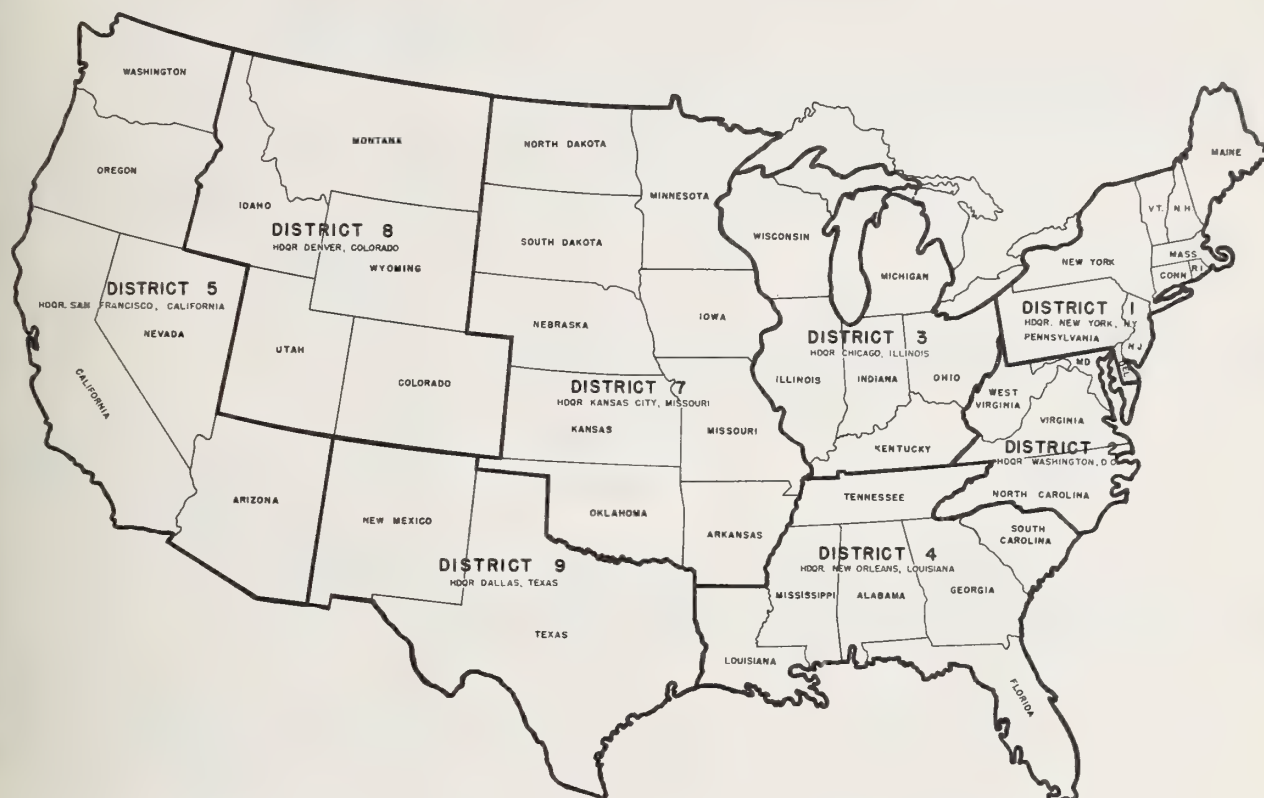 WASHINGTON
OREGON
IDAHO
MONTANA
DISTRICT 8
HDQR DENVER, COLORADO
WYOMING
DISTRICT 5
HDQR. SAN FRANCISCO, CALIFORNIA
NEVADA
CALIFORNIA
UTAH
COLORADO
ARIZONA
NEW MEXICO
NORTH DAKOTA
SOUTH DAKOTA
NEBRASKA
MINNESOTA
IOWA
DISTRICT 7
HDQR KANSAS CITY, MISSOURI
KANSAS
MISSOURI
OKLAHOMA
ARKANSAS
DISTRICT 9
HDQR DALLAS, TEXAS
TEXAS
WISCONSIN
MICHIGAN
DISTRICT 3
HDQR CHICAGO, ILLINOIS
ILLINOIS
INDIANA
OHIO
KENTUCKY
MAINE
VT.
N.H.
MASS
CONN
R.I.
NEW YORK
DISTRICT 1
HDQR. NEW YORK, N.Y.
PENNSYLVANIA
N.J.
MD
DEL
WEST
VIRGINIA
VIRGINIA
DISTRICT 2
HDQR WASHINGTON, D.C.
NORTH CAROLINA
SOUTH
CAROLINA
TENNESSEE
DISTRICT 4
HDQR. NEW ORLEANS, LOUISIANA
MISSISSIPPI
ALABAMA
GEORGIA
LOUISIANA
FLORIDA